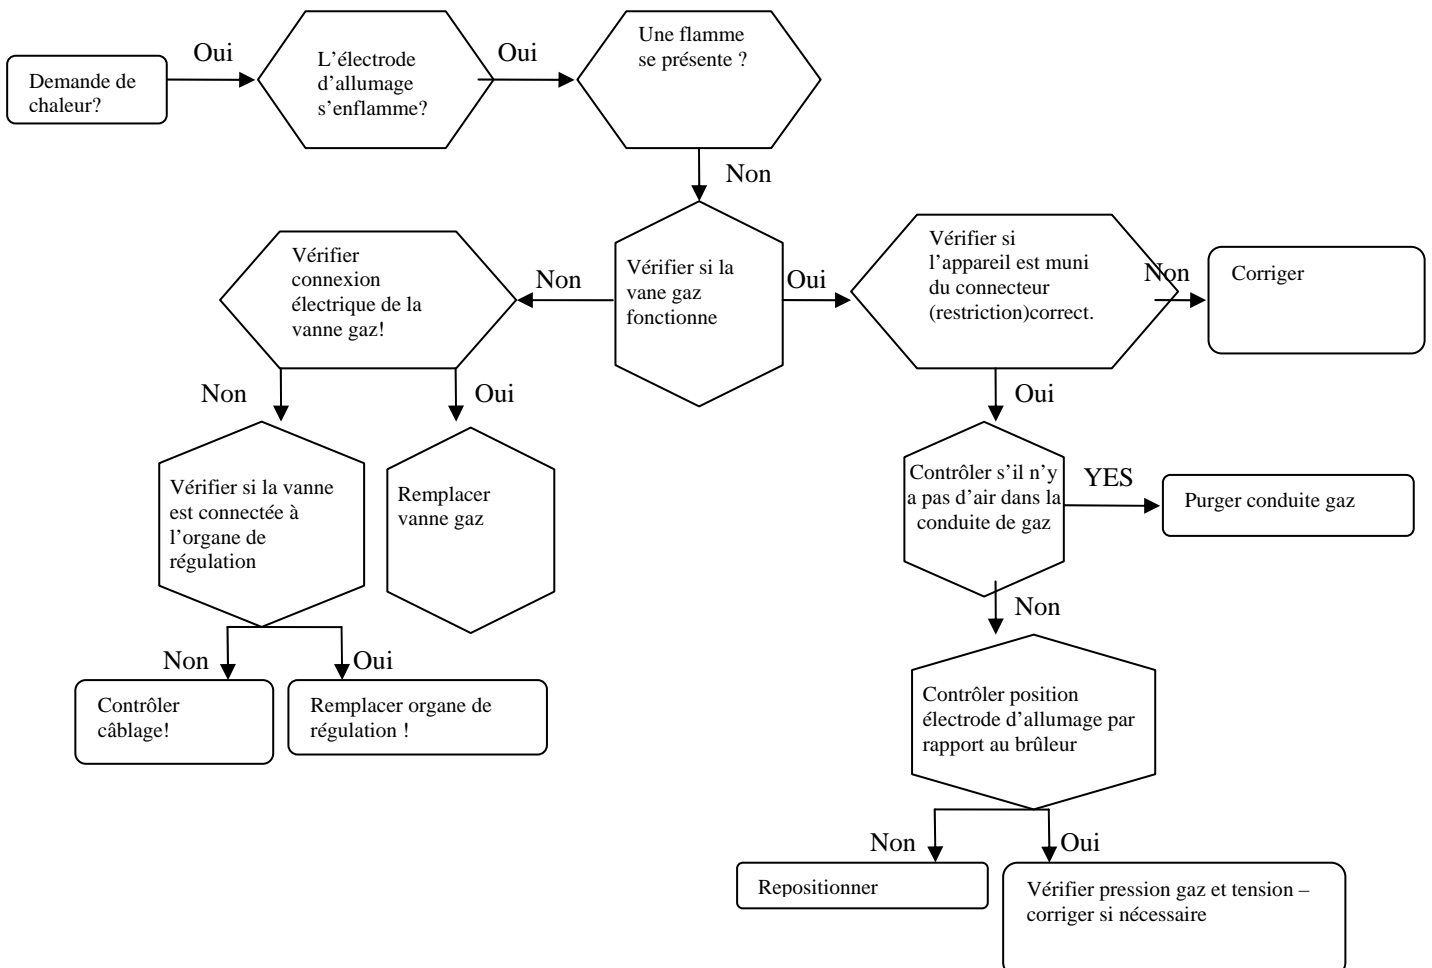 Demande de
chaleur?
Oui
L’électrode
d’allumage
s’enflamme?
Oui
Une flamme
se présente ?
Non
Vérifier si la
vane gaz
fonctionne
Non
Vérifier
connexion
électrique de la
vanne gaz!
Oui
Vérifier si
l’appareil est muni
du connecteur
(restriction)correct.
Non
Corriger
Non
Oui
Oui
Vérifier si la vanne
est connectée à
l’organe de
régulation
Remplacer
vanne gaz
Contrôler s’il n’y
a pas d’air dans la
conduite de gaz
YES
Purger conduite gaz
Non
Non
Oui
Contrôler
câblage!
Remplacer organe de
régulation !
Contrôler position
électrode d’allumage par
rapport au brûleur
Non
Oui
Repositionner
Vérifier pression gaz et tension –
corriger si nécessaire